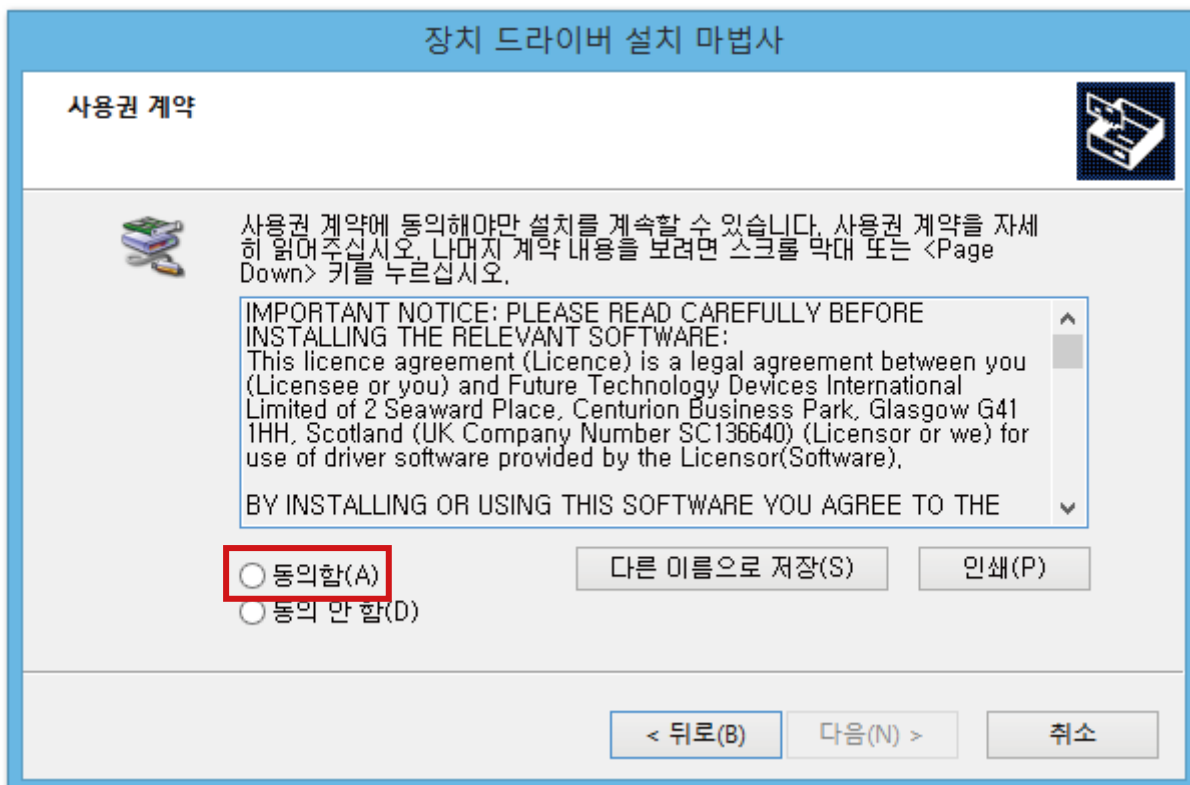 장치 드라이버 설치 마법사
사용권 계약
사용권 계약에 동의해야만 설치를 계속할 수 있습니다. 사용권 계약을 자세
히 읽어주십시오. 나머지 계약 내용을 보려면 스크롤 막대 또는 <Page
Down> 키를 누르십시오.
IMPORTANT NOTICE: PLEASE READ CAREFULLY BEFORE
INSTALLING THE RELEVANT SOFTWARE:
This licence agreement (Licence) is a legal agreement between you
(Licensee or you) and Future Technology Devices International
Limited of 2 Seaward Place, Centurion Business Park, Glasgow G41
1HH, Scotland (UK Company Number SC136640) (Licensor or we) for
use of driver software provided by the Licensor(Software).
BY INSTALLING OR USING THIS SOFTWARE YOU AGREE TO THE
동의함(A)
다른 이름으로 저장(S)
인쇄(P)
동의 안 함(D)
< 뒤로(B)
다음(N) >
취소